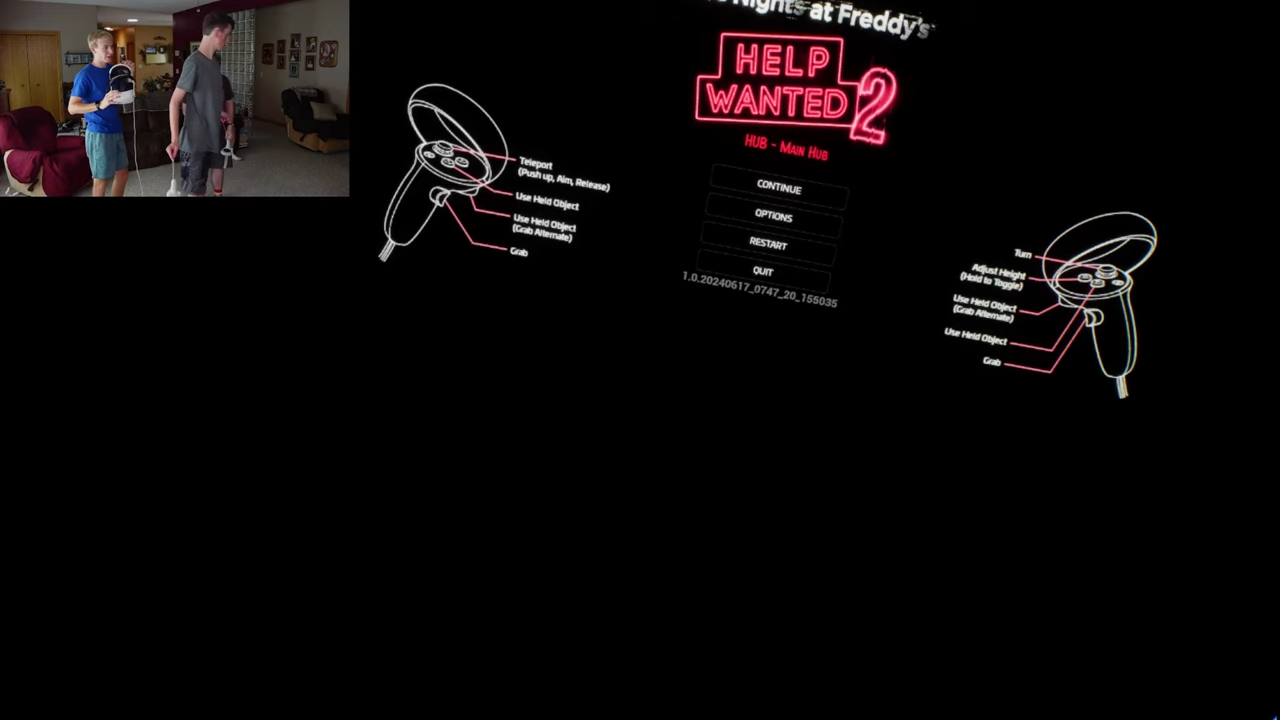 Nights at Freddy's
HELP
WANTED 2
HUB - MAIN HUB
CONTINUE
OPTIONS
RESTART
QUIT
1.0.20240617_0747_20_155035
Teleport
(Push up, Aim, Release)
Use Held Object
Use Held Object
(Grab Alternate)
Grab
Turn
Adjust Height
(Hold to Toggle)
Use Held Object
(Grab Alternate)
Use Held Object
Grab